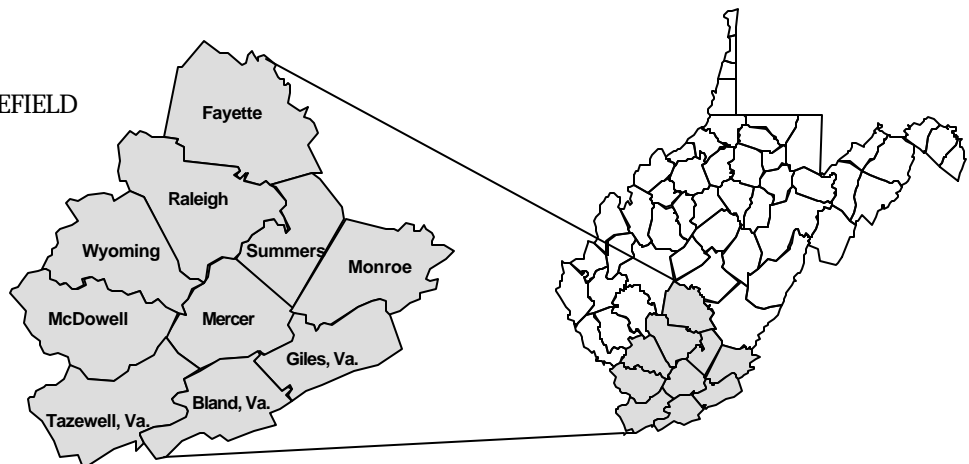 EFIELD
Fayette
Raleigh
Wyoming
Summers
Monroe
McDowell
Mercer
Giles, Va.
Bland, Va.
Tazewell, Va.